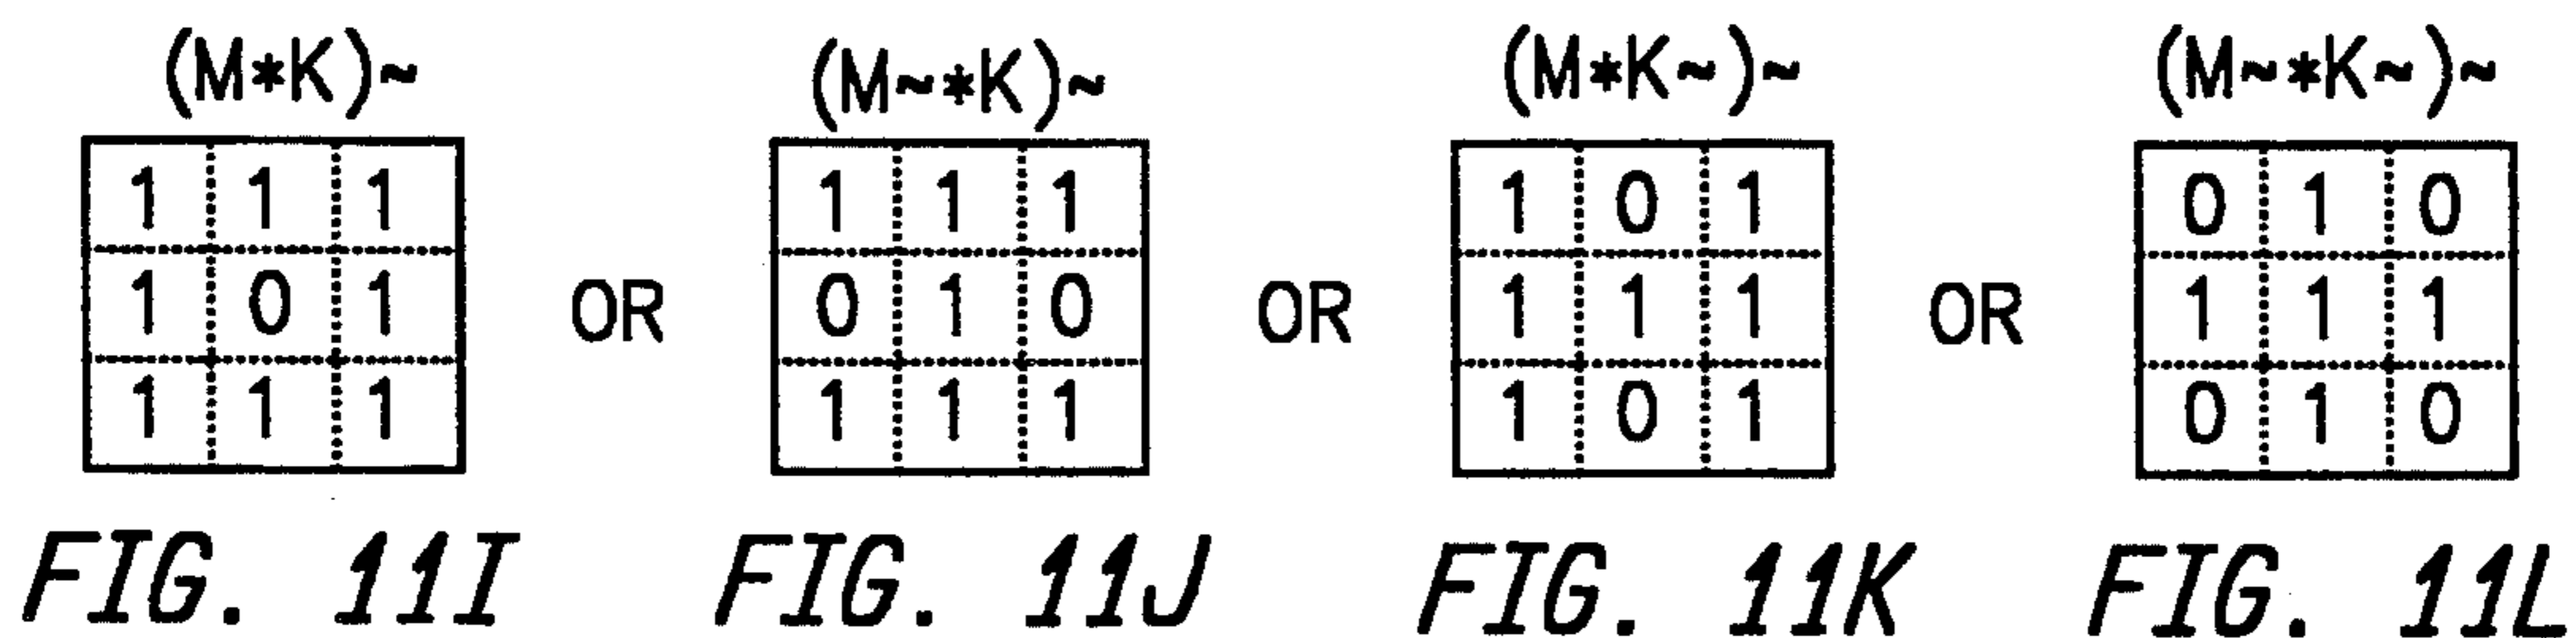 (M*K)~ (M~*K)~ (M*K~)~ (M~*K~)~
1 1 1 1 1 1 1 0 1 0 1 0
1 0 1 OR 0 1 0 OR 1 1 1 OR 1 1 1
1 1 1 1 1 1 1 0 1 0 1 0
FIG. 11I FIG. 11J FIG. 11K FIG. 11L